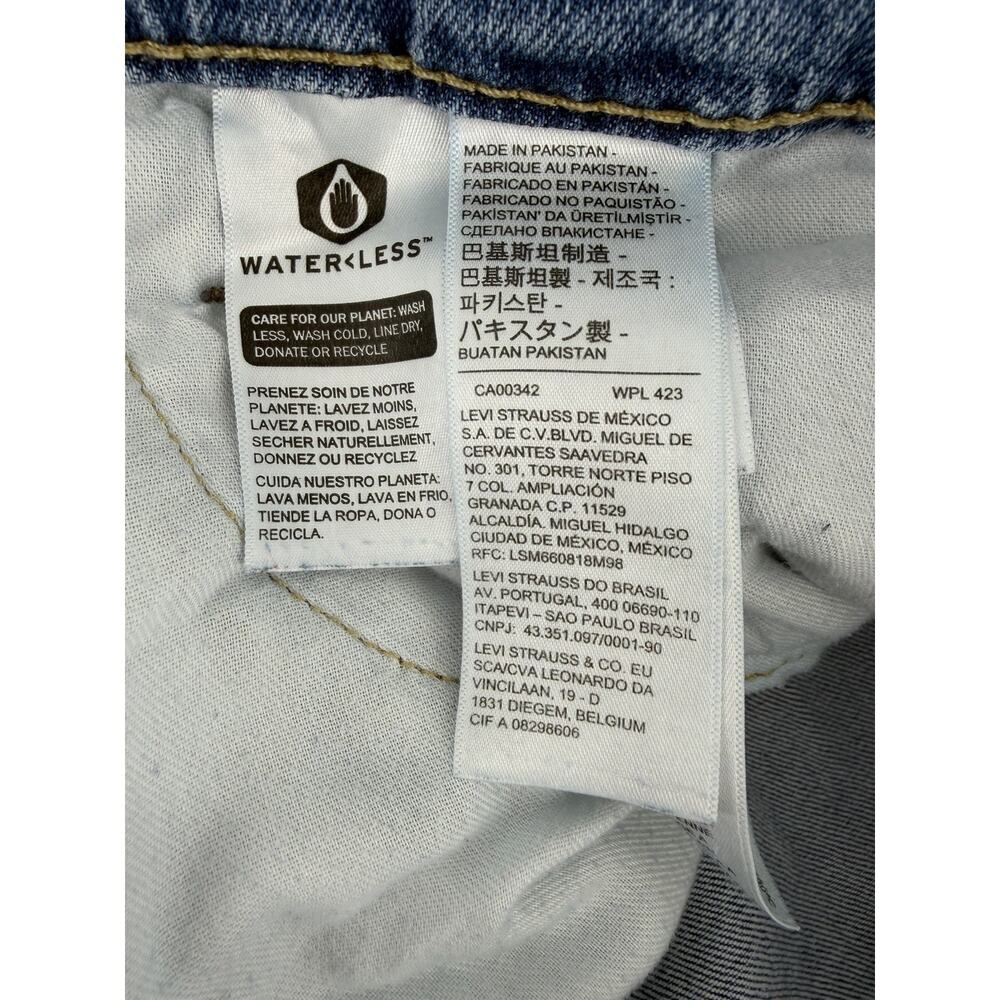 WATER<LESS™
CARE FOR OUR PLANET: WASH
LESS, WASH COLD, LINE DRY,
DONATE OR RECYCLE
PRENEZ SOIN DE NOTRE
PLANETE: LAVEZ MOINS,
LAVEZ A FROID, LAISSEZ
SECHER NATURELLEMENT,
DONNEZ OU RECYCLEZ
CUIDA NUESTRO PLANETA:
LAVA MENOS, LAVA EN FRIO,
TIENDE LA ROPA, DONA O
RECICLA.
MADE IN PAKISTAN -
FABRIQUE AU PAKISTAN -
FABRICADO EN PAKISTÁN -
FABRICADO NO PAQUISTÃO -
PAKİSTAN' DA ÜRETİLMİŞTİR -
СДЕЛАНО ВПАКИСТАНЕ -
巴基斯坦制造 -
巴基斯坦製 - 제조국 :
파키스탄 -
パキスタン製 -
BUATAN PAKISTAN
CA00342 WPL 423
LEVI STRAUSS DE MÉXICO
S.A. DE C.V.BLVD. MIGUEL DE
CERVANTES SAAVEDRA
NO. 301, TORRE NORTE PISO
7 COL. AMPLIACIÓN
GRANADA C.P. 11529
ALCALDÍA. MIGUEL HIDALGO
CIUDAD DE MÉXICO, MÉXICO
RFC: LSM660818M98
LEVI STRAUSS DO BRASIL
AV. PORTUGAL, 400 06690-110
ITAPEVI – SAO PAULO BRASIL
CNPJ: 43.351.097/0001-90
LEVI STRAUSS & CO. EU
SCA/CVA LEONARDO DA
VINCILAAN, 19 - D
1831 DIEGEM, BELGIUM
CIF A 08298606